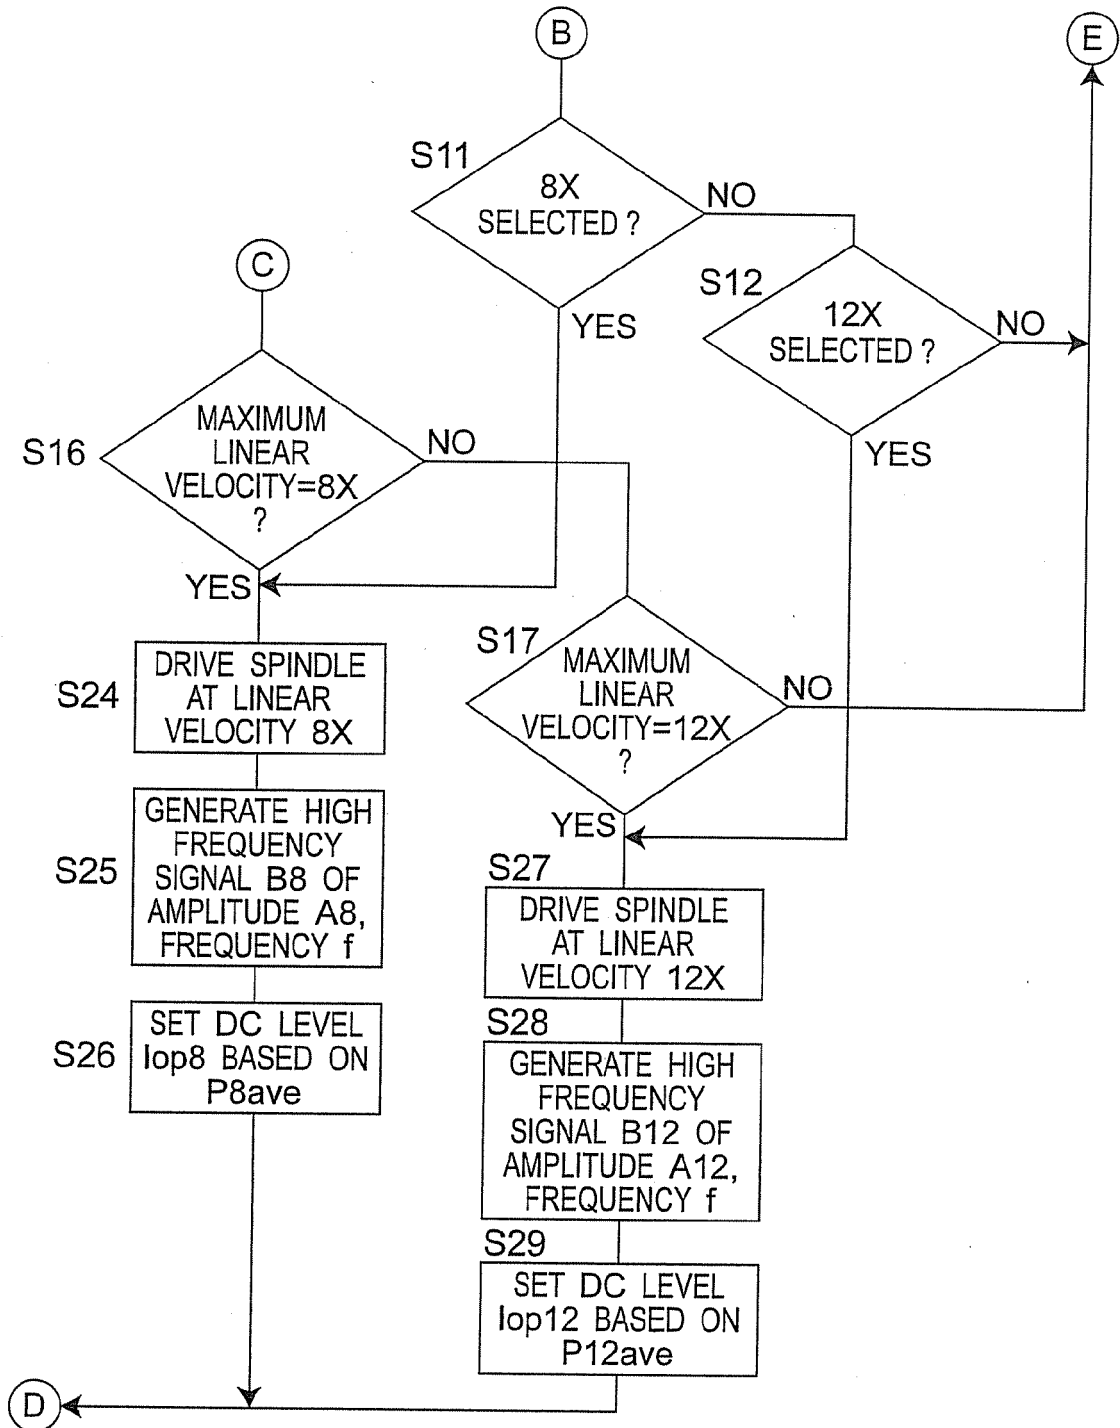 B
E
S11
8X
SELECTED ?
NO
C
S12
12X
SELECTED ?
NO
YES
S16
MAXIMUM
LINEAR
VELOCITY=8X
?
NO
YES
YES
S17
MAXIMUM
LINEAR
VELOCITY=12X
?
NO
S24
DRIVE SPINDLE
AT LINEAR
VELOCITY 8X
YES
S25
GENERATE HIGH
FREQUENCY
SIGNAL B8 OF
AMPLITUDE A8,
FREQUENCY f
S27
DRIVE SPINDLE
AT LINEAR
VELOCITY 12X
S26
SET DC LEVEL
Iop8 BASED ON
P8ave
S28
GENERATE HIGH
FREQUENCY
SIGNAL B12 OF
AMPLITUDE A12,
FREQUENCY f
S29
SET DC LEVEL
Iop12 BASED ON
P12ave
D